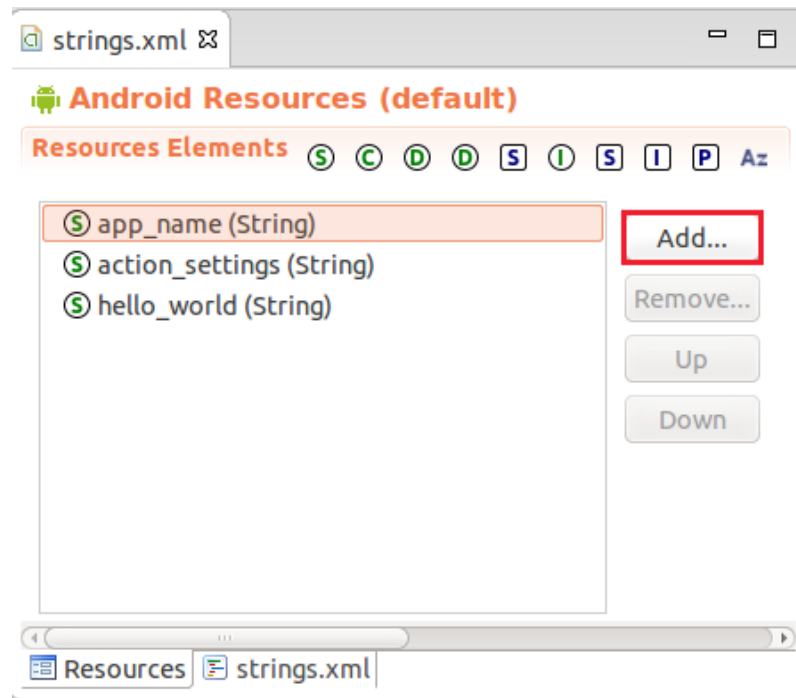 strings.xml
Android Resources (default)
Resources Elements S C D D S I S I P Az
S app_name (String)
S action_settings (String)
S hello_world (String)
Add...
Remove...
Up
Down
Resources strings.xml